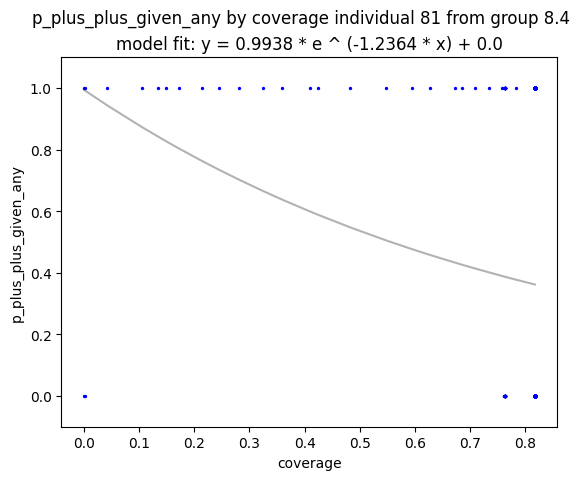 p_plus_plus_given_any by coverage individual 81 from group 8.4
model fit: y = 0.9938 * e ^ (-1.2364 * x) + 0.0
1.0
0.8
0.6
0.4
0.2
0.0
p_plus_plus_given_any
0.0 0.1 0.2 0.3 0.4 0.5 0.6 0.7 0.8
coverage